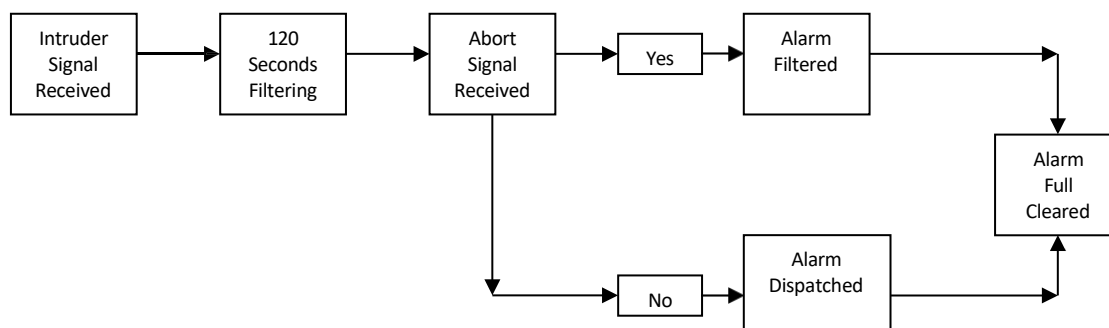 Intruder
Signal
Received
120
Seconds
Filtering
Abort
Signal
Received
Yes
Alarm
Filtered
Alarm
Full
Cleared
No
Alarm
Dispatched